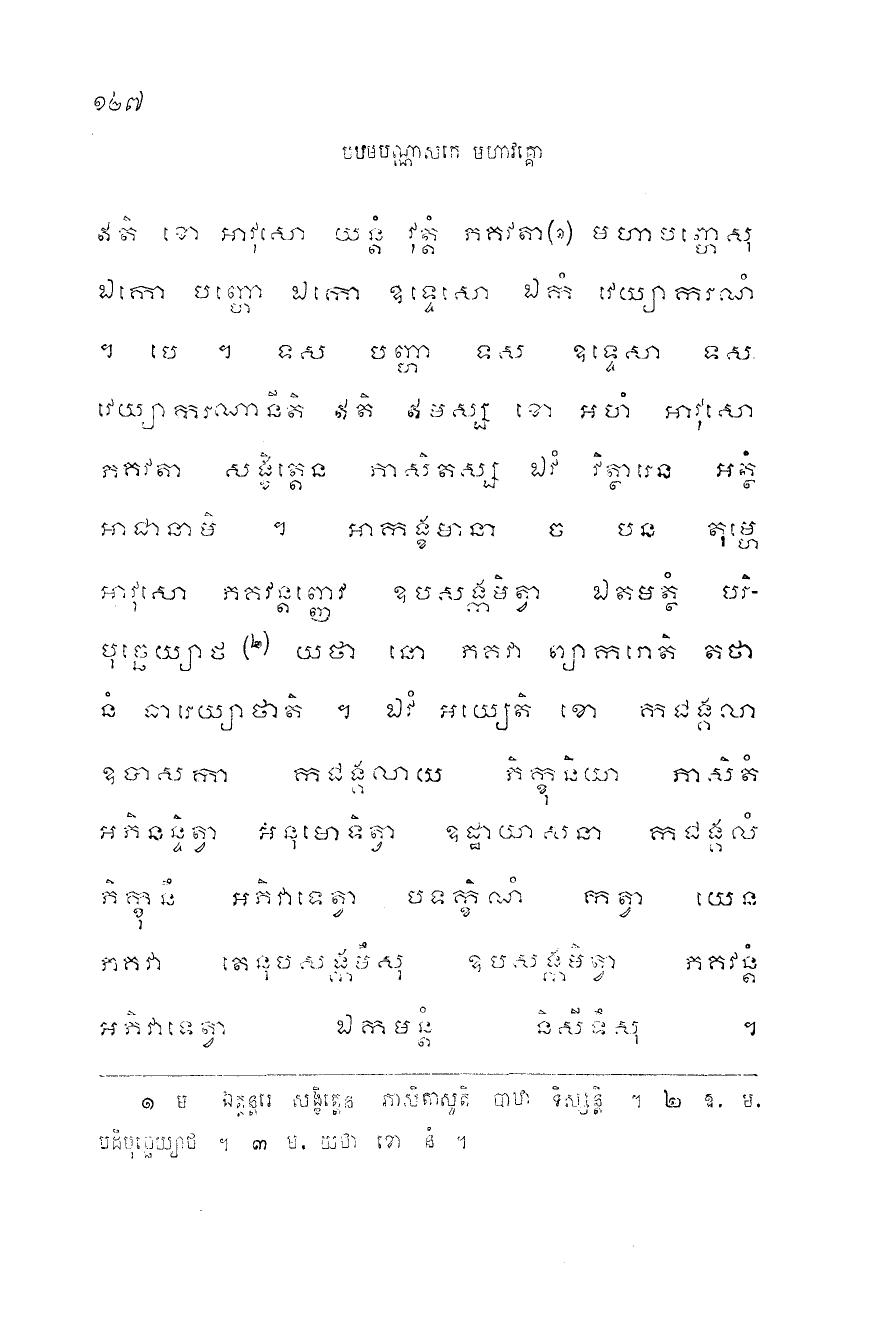 ១៤៧
បឋមបណ្ណាសកេ មហាវគ្គោ
ឥតិ ខោ អាវុសោ យន្តំ វុត្តំ ភគវតា(១) មហាបញ្ហេសុ
ឯកោ បញ្ហោ ឯកោ ឧទ្ទេសោ ឯកំ វេយ្យាករណំ
។ បេ ។ ទស បញ្ហា ទស ឧទ្ទេសា ទស
វេយ្យាករណានីតិ ឥតិ ឥមស្ស ខោ អហំ អាវុសោ
ភគវតា សង្ខិត្តេន ភាសិតស្ស ឯវំ វិត្ថារេន អត្ថំ
អាជានាមិ ។ អាកង្ខមានា ច បន តុម្ហេ
អាវុសោ ភគវន្តញ្ញេវ ឧបសង្កមិត្វា ឯតមត្ថំ បរិ-
បុច្ឆេយ្យាថ (២) យថា នោ ភគវា ព្យាករោតិ តថា
នំ ធារេយ្យាថាតិ ។ ឯវំ អយ្យេតិ ខោ កជង្គលា
ឧបាសកា កជង្គលាយ ភិក្ខុនិយា ភាសិតំ
អភិនន្ទិត្វា អនុមោទិត្វា ឧដ្ឋាយាសនា កជង្គលំ
ភិក្ខុនឹ អភិវាទេត្វា បទក្ខិណំ កត្វា យេន
ភគវា តេនុបសង្កមឹសុ ឧបសង្កមិត្វា ភគវន្តំ
អភិវាទេត្វា ឯកមន្តំ និសីទឹសុ ។
១ ម ឯត្ថន្តរេ សង្ខិត្តេន ភាសិតាសូតិ បាឋា ទិស្សន្តិ ។ ២ ឱ. ម.
បដិបុច្ឆេយ្យាថ ។ ៣ ម. យថា ខោ នំ ។